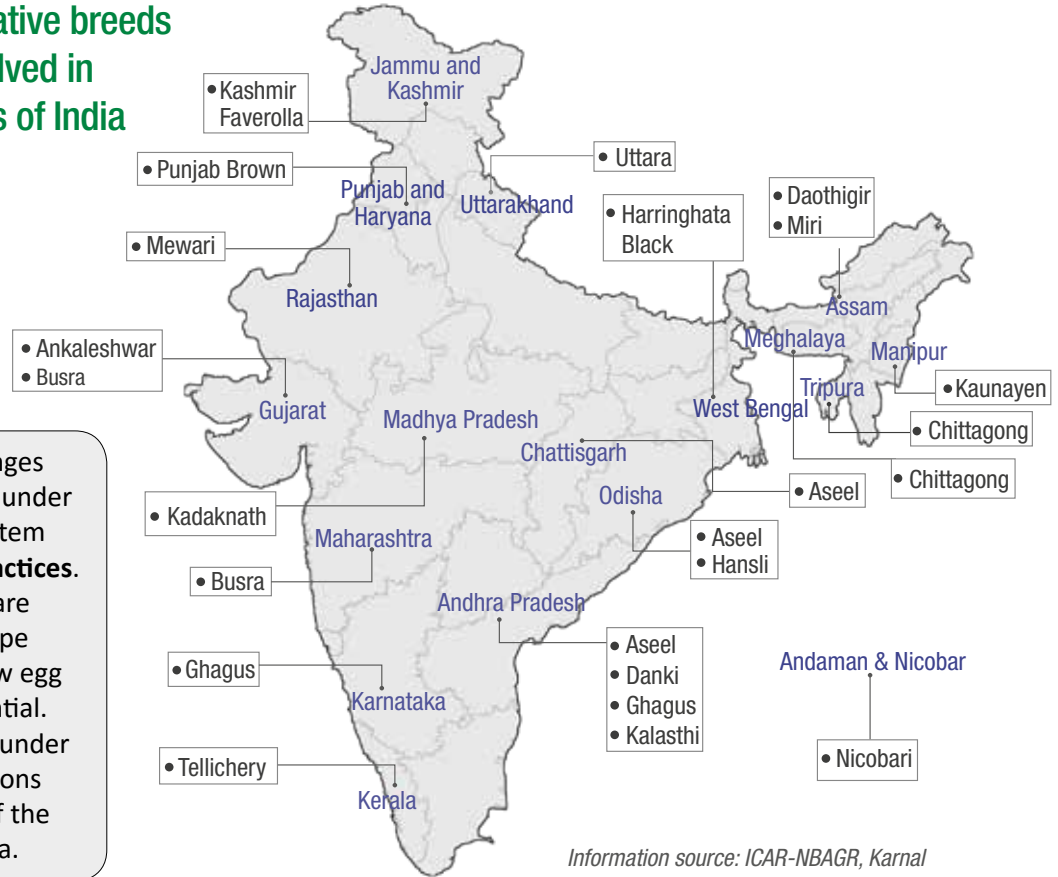 ative breeds
lved in
s of India
Jammu and
Kashmir
• Kashmir
Faverolla
• Punjab Brown
Punjab and
Haryana
• Uttara
Uttarakhand
• Harringhata
Black
• Daothigir
• Miri
• Mewari
Rajasthan
Assam
Meghalaya
Manipur
• Ankaleshwar
• Busra
Gujarat
Madhya Pradesh
West Bengal
Tripura
• Kaunayen
• Chittagong
Chattisgarh
• Chittagong
• Aseel
Odisha
• Kadaknath
Maharashtra
• Aseel
• Hansli
• Busra
Andhra Pradesh
• Aseel
• Danki
• Ghagus
• Kalasthi
• Ghagus
Karnataka
Andaman & Nicobar
• Nicobari
• Tellichery
Kerala
nges
under
tem
actices.
are
pe
w egg
ntial.
under
ons
f the
a.
Information source: ICAR-NBAGR, Karnal